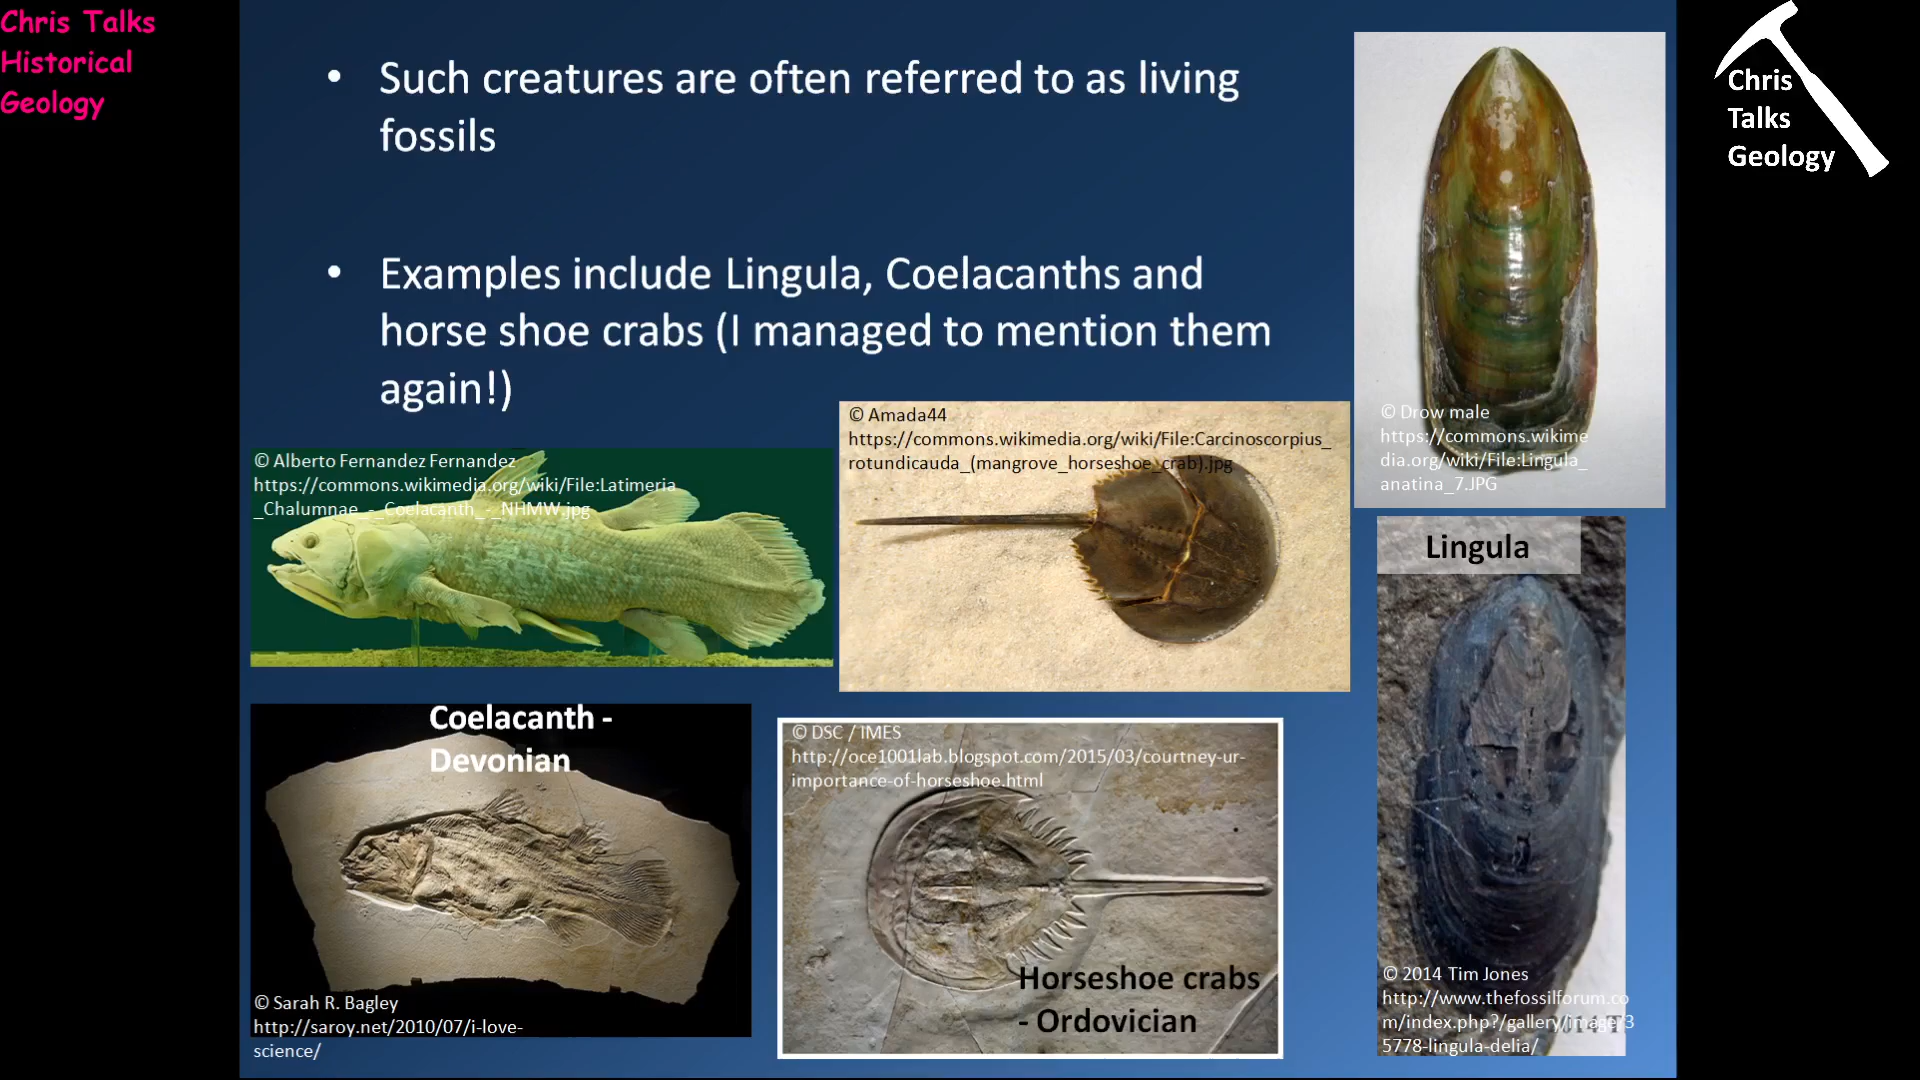 Chris Talks
Historical
Geology
Chris
Talks
Geology
• Such creatures are often referred to as living
fossils
• Examples include Lingula, Coelacanths and
horse shoe crabs (I managed to mention them
again!)
© Drow male
https://commons.wikime
dia.org/wiki/File:Lingula_
anatina_7.JPG
© Amada44
https://commons.wikimedia.org/wiki/File:Carcinoscorpius_
rotundicauda_(mangrove_horseshoe_crab).jpg
© Alberto Fernandez Fernandez
https://commons.wikimedia.org/wiki/File:Latimeria
_Chalumnae_-_Coelacanth_-_NHMW.jpg
Lingula
Coelacanth -
Devonian
© DSC / IMES
http://oce1001lab.blogspot.com/2015/03/courtney-ur-
importance-of-horseshoe.html
Horseshoe crabs
- Ordovician
© Sarah R. Bagley
http://saroy.net/2010/07/i-love-
science/
© 2014 Tim Jones
http://www.thefossilforum.co
m/index.php?/gallery/image-3
5778-lingula-delia/